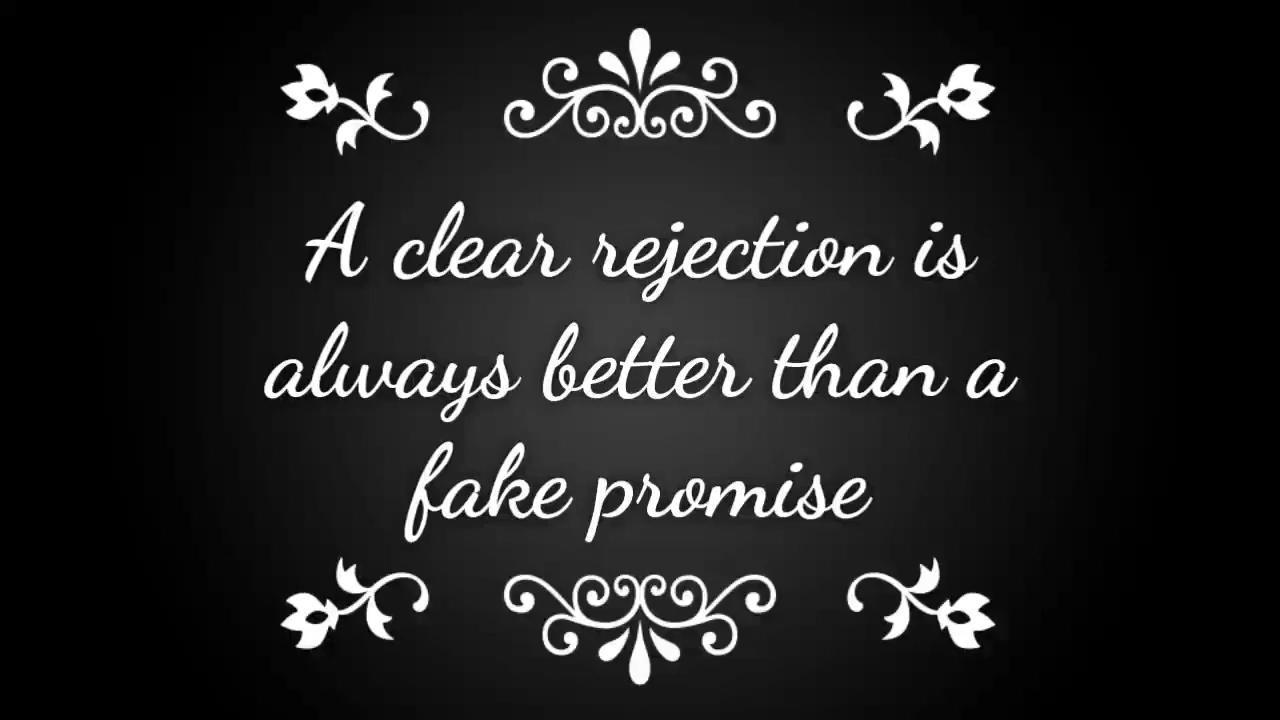 A clear rejection is
always better than a
fake promise